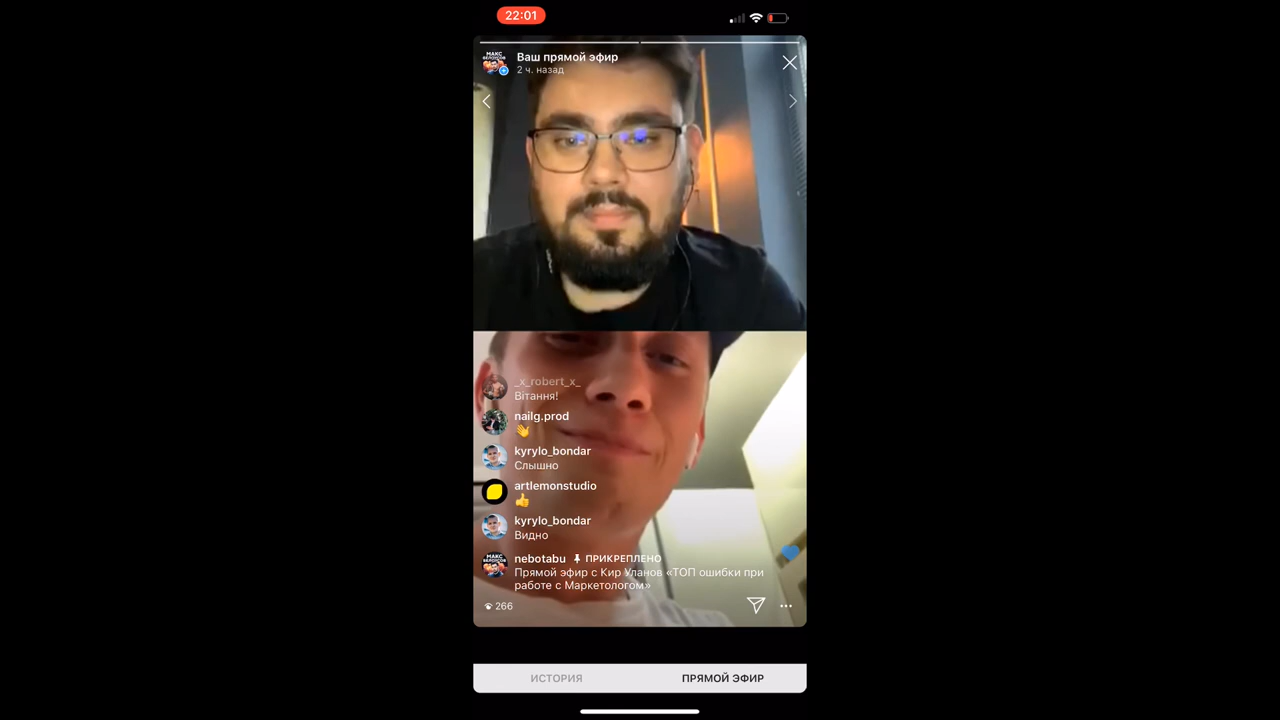 22:01
Ваш прямой эфир
2 ч. назад
_x_robert_x_
Вітання!
nailg.prod
kyrylo_bondar
Слышно
artlemonstudio
kyrylo_bondar
Видно
nebotabu ПРИКРЕПЛЕНО
Прямой эфир с Кир Уланов «ТОП ошибки при
работе с Маркетологом»
266
ИСТОРИЯ
ПРЯМОЙ ЭФИР